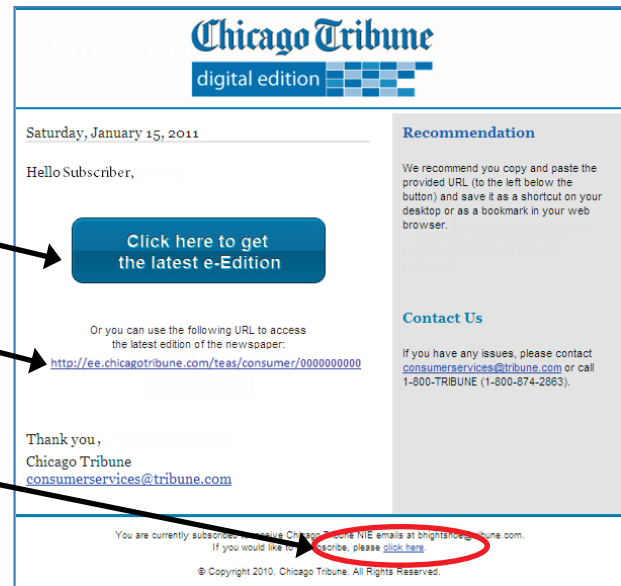 Chicago Tribune
digital edition
Saturday, January 15, 2011
Hello Subscriber,
Click here to get
the latest e-Edition
Or you can use the following URL to access
the latest edition of the newspaper:
http://ee.chicagotribune.com/teas/consumer/0000000000
Thank you,
Chicago Tribune
consumerservices@tribune.com
Recommendation
We recommend you copy and paste the
provided URL (to the left below the
button) and save it as a shortcut on your
desktop or as a bookmark in your web
browser.
Contact Us
If you have any issues, please contact
consumerservices@tribune.com or call
1-800-TRIBUNE (1-800-874-2863).
You are currently subscribed to receive Chicago Tribune NIE emails at
If you would like to unsubscribe, please click here.
© Copyright 2010. Chicago Tribune. All Rights Reserved.